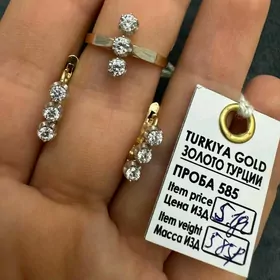 TURKIYA GOLD
ЗОЛОТО ТУРЦИИ
ПРОБА 585
Item price
Цена ИЗД
Item weight
Масса ИЗД